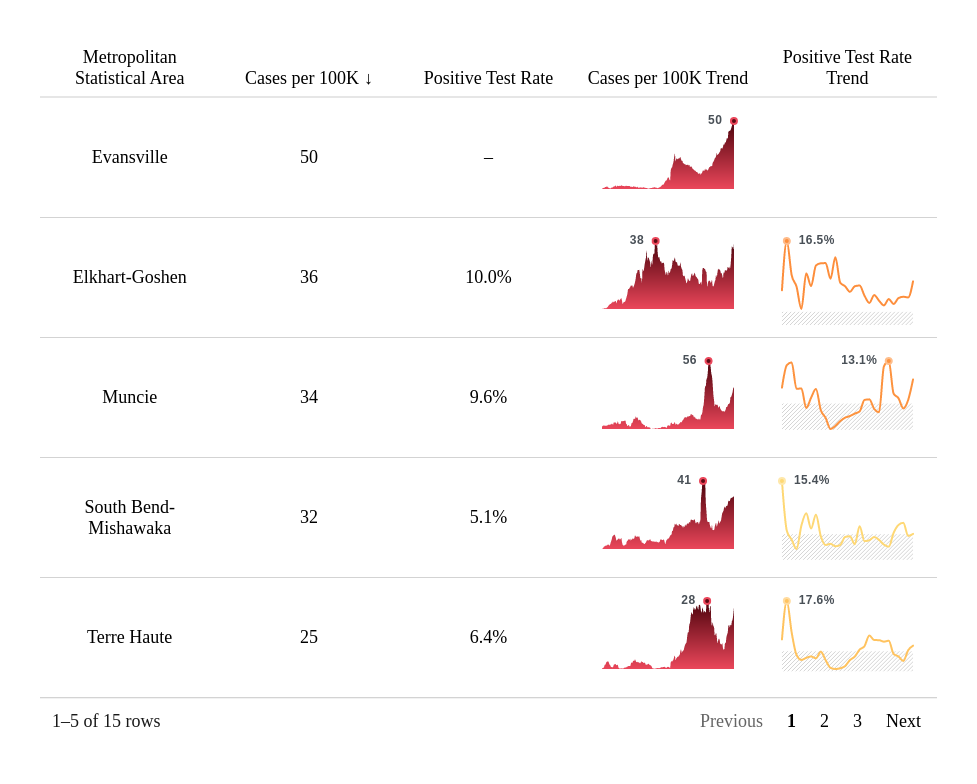 Metropolitan
Statistical Area
Cases per 100K ↓
Positive Test Rate
Cases per 100K Trend
Positive Test Rate
Trend
Evansville
50
–
50
Elkhart-Goshen
36
10.0%
38
16.5%
Muncie
34
9.6%
56
13.1%
South Bend-
Mishawaka
32
5.1%
41
15.4%
Terre Haute
25
6.4%
28
17.6%
1–5 of 15 rows
Previous 1 2 3 Next